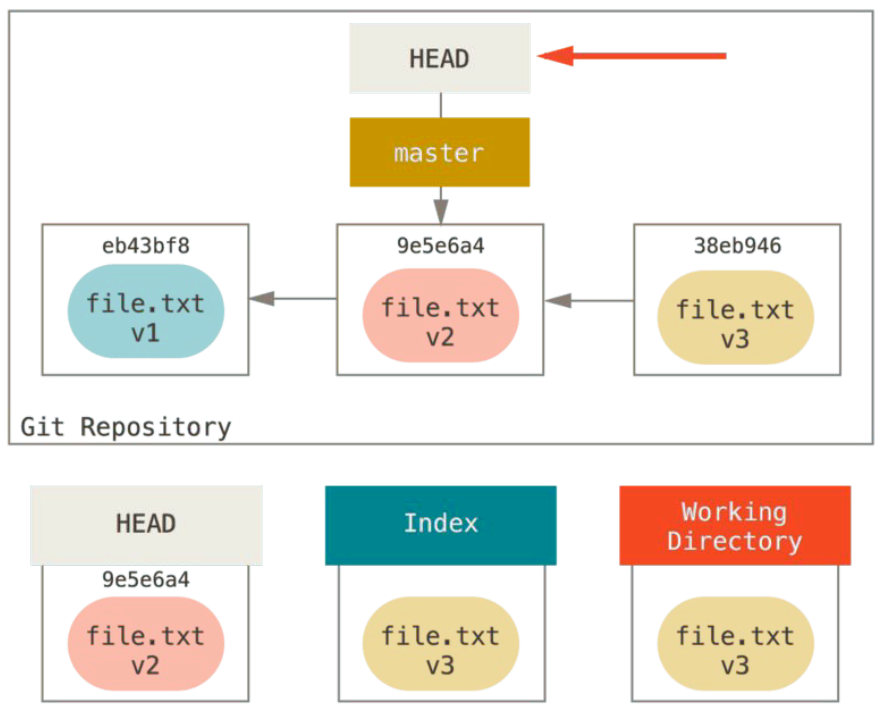 HEAD
master
eb43bf8
9e5e6a4
38eb946
file.txt
v1
file.txt
v2
file.txt
v3
Git Repository
HEAD
Index
Working
Directory
9e5e6a4
file.txt
v2
file.txt
v3
file.txt
v3